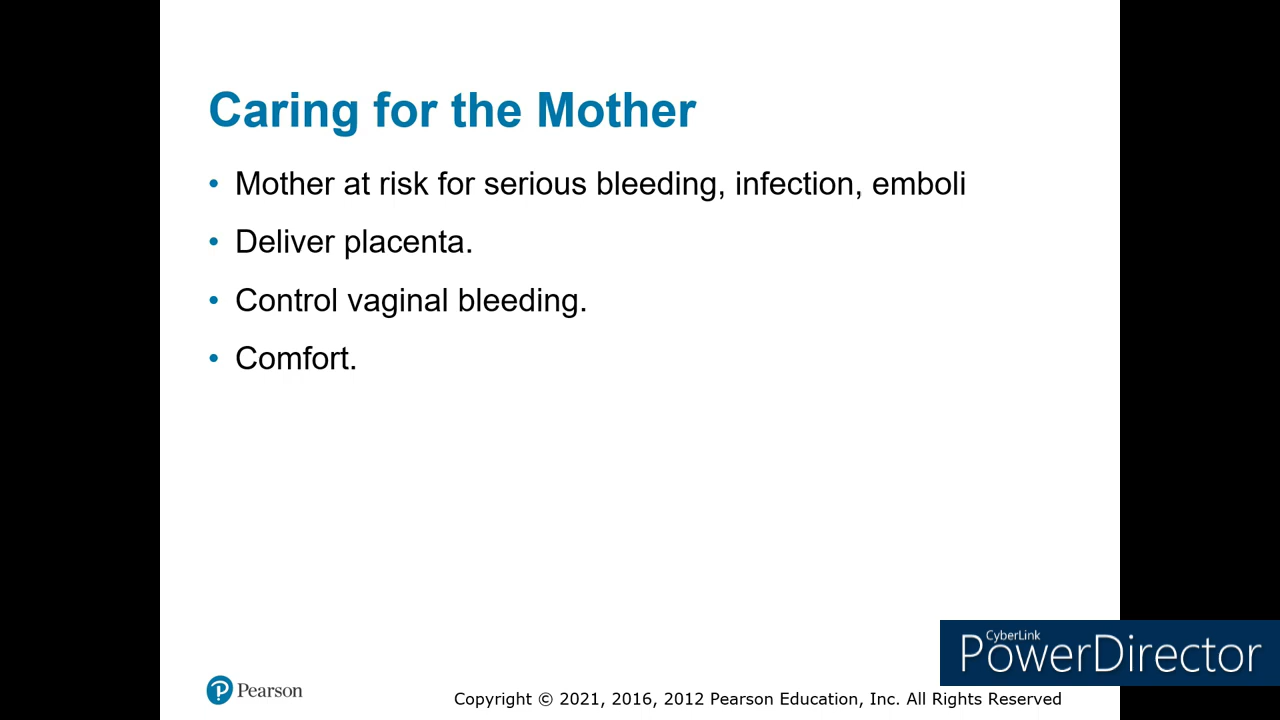 Caring for the Mother
• Mother at risk for serious bleeding, infection, emboli
• Deliver placenta.
• Control vaginal bleeding.
• Comfort.
CyberLink
PowerDirector
Pearson
Copyright © 2021, 2016, 2012 Pearson Education, Inc. All Rights Reserved